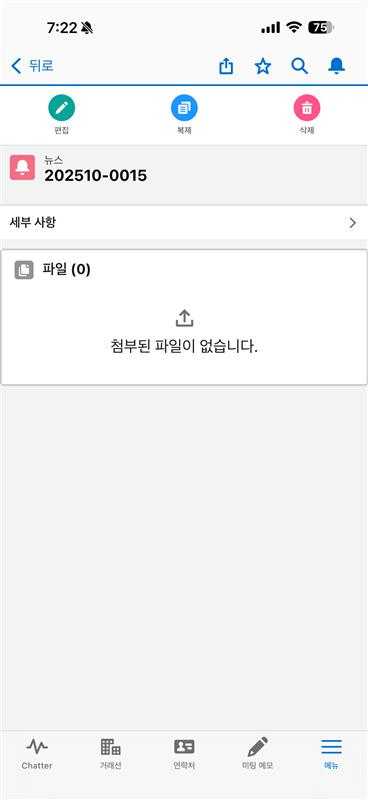 7:22
75
뒤로
편집
복제
삭제
뉴스
202510-0015
세부 사항
파일 (0)
첨부된 파일이 없습니다.
Chatter
거래선
연락처
미팅 메모
메뉴